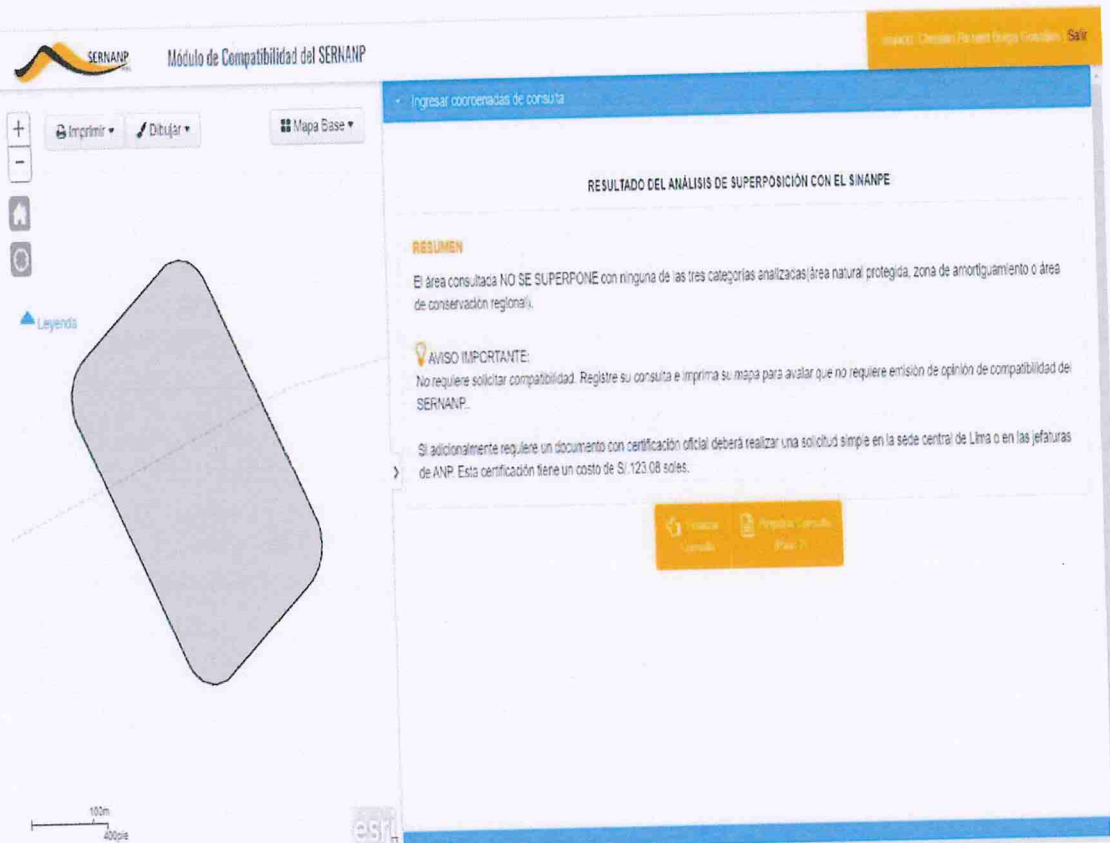 SERNANP
Módulo de Compatibilidad del SERNANP
Salir
Ingresar coordenadas de consulta
+
Imprimir
Dibujar
Mapa Base
-
Leyenda
RESULTADO DEL ANÁLISIS DE SUPERPOSICIÓN CON EL SINANPE
RESUMEN
El área consultada NO SE SUPERPONE con ninguna de las tres categorías analizadas(área natural protegida, zona de amortiguamiento o área
de conservación regional).
AVISO IMPORTANTE:
No requiere solicitar compatibilidad. Registre su consulta e imprima su mapa para avalar que no requiere emisión de opinión de compatibilidad del
SERNANP..
Si adicionalmente requiere un documento con certificación oficial deberá realizar una solicitud simple en la sede central de Lima o en las jefaturas
de ANP. Esta certificación tiene un costo de S/.123.08 soles.
Consulta
100m
400pie
esri